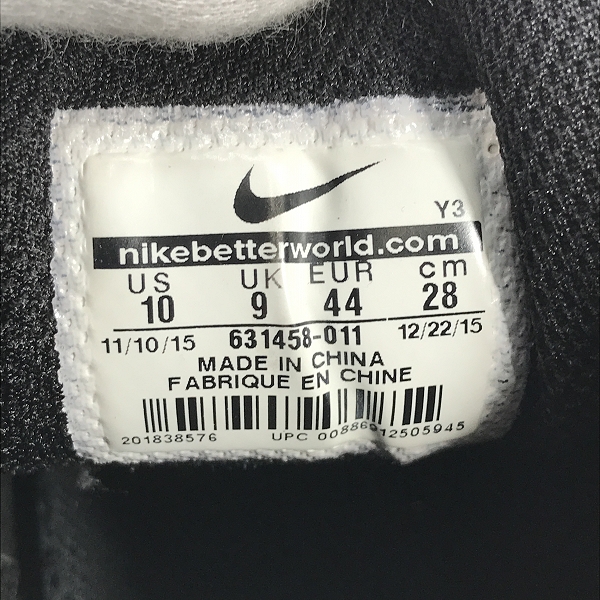 Y3
nikebetterworld.com
US UK EUR cm
10 9 44 28
11/10/15 631458-011 12/22/15
MADE IN CHINA
FABRIQUE EN CHINE
201838576 UPC 00886912505945